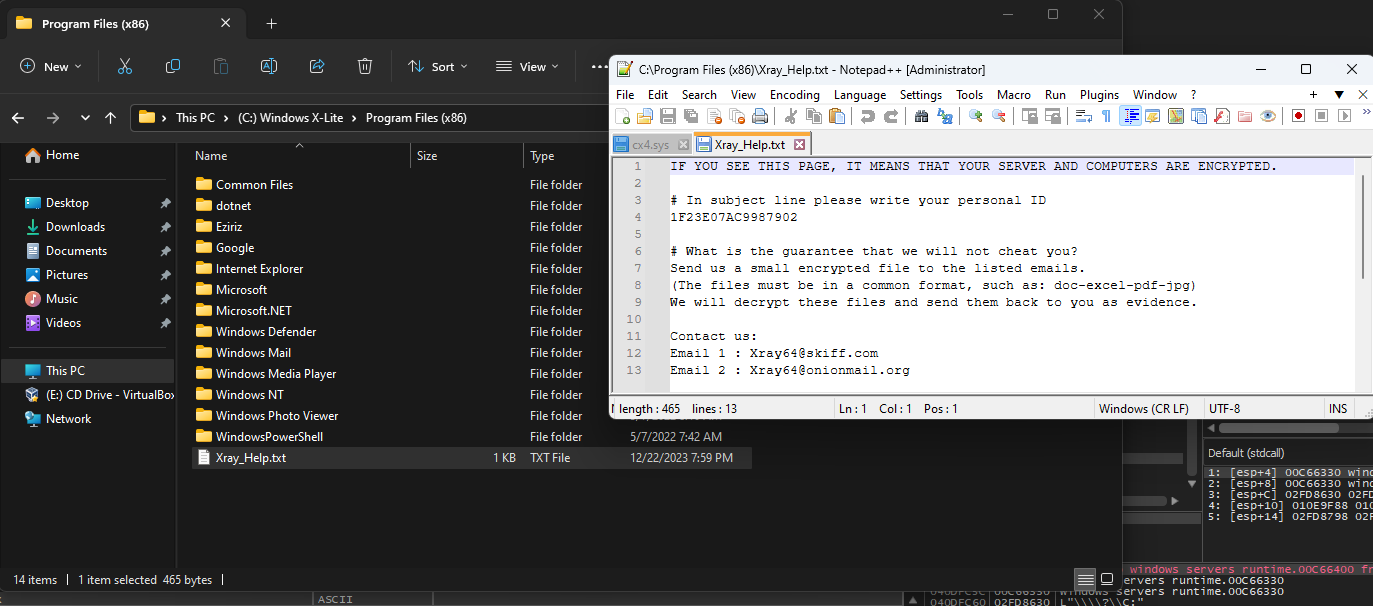 Program Files (x86)
New
Sort
View
This PC > (C:) Windows X-Lite > Program Files (x86)
Home
Desktop
Downloads
Documents
Pictures
Music
Videos
This PC
(E:) CD Drive - VirtualBox
Network
Name Size Type
Common Files File folder
dotnet File folder
Eziriz File folder
Google File folder
Internet Explorer File folder
Microsoft File folder
Microsoft.NET File folder
Windows Defender File folder
Windows Mail File folder
Windows Media Player File folder
Windows NT File folder
Windows Photo Viewer File folder
WindowsPowerShell File folder 5/7/2022 7:42 AM
Xray_Help.txt 1 KB TXT File 12/22/2023 7:59 PM
14 items | 1 item selected 465 bytes |
C:\Program Files (x86)\Xray_Help.txt - Notepad++ [Administrator]
File Edit Search View Encoding Language Settings Tools Macro Run Plugins Window ?
cx4.sys Xray_Help.txt
1 IF YOU SEE THIS PAGE, IT MEANS THAT YOUR SERVER AND COMPUTERS ARE ENCRYPTED.
2
3 # In subject line please write your personal ID
4 1F23E07AC9987902
5
6 # What is the guarantee that we will not cheat you?
7 Send us a small encrypted file to the listed emails.
8 (The files must be in a common format, such as: doc-excel-pdf-jpg)
9 We will decrypt these files and send them back to you as evidence.
10
11 Contact us:
12 Email 1 : Xray64@skiff.com
13 Email 2 : Xray64@onionmail.org
length : 465 lines : 13 Ln : 1 Col : 1 Pos : 1 Windows (CR LF) UTF-8 INS
Default (stdcall)
1: [esp+4] 00C66330 wind
2: [esp+8] 00C66330 wind
3: [esp+C] 02FD8630 02FD
4: [esp+10] 010E9F88 010
5: [esp+14] 02FD8798 02F
windows servers runtime.00C66400 fr
ervers runtime.00C66330
servers runtime.00C66330
040DFC60 02FD8630 L"\\\\?\\C:"
ASCII